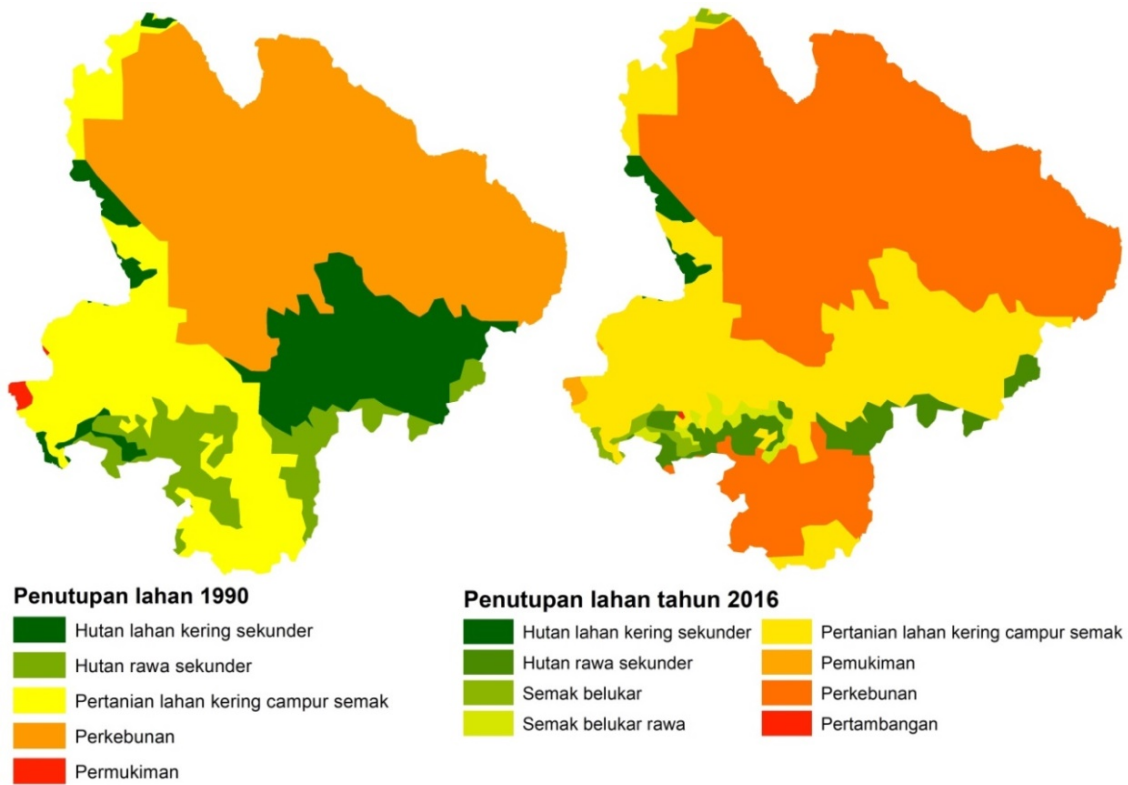 Penutupan lahan 1990
Hutan lahan kering sekunder
Hutan rawa sekunder
Pertanian lahan kering campur semak
Perkebunan
Permukiman
Penutupan lahan tahun 2016
Hutan lahan kering sekunder
Hutan rawa sekunder
Semak belukar
Semak belukar rawa
Pertanian lahan kering campur semak
Pemukiman
Perkebunan
Pertambangan